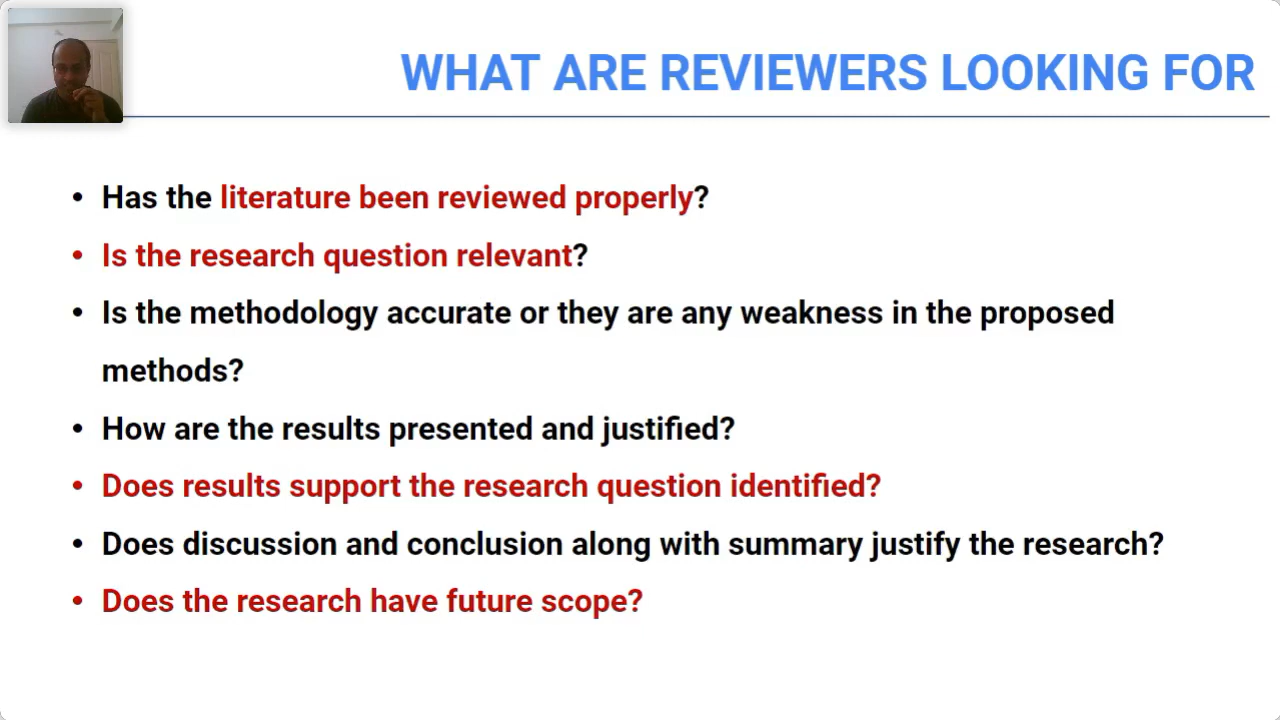 WHAT ARE REVIEWERS LOOKING FOR
• Has the literature been reviewed properly?
• Is the research question relevant?
• Is the methodology accurate or they are any weakness in the proposed
methods?
• How are the results presented and justified?
• Does results support the research question identified?
• Does discussion and conclusion along with summary justify the research?
• Does the research have future scope?